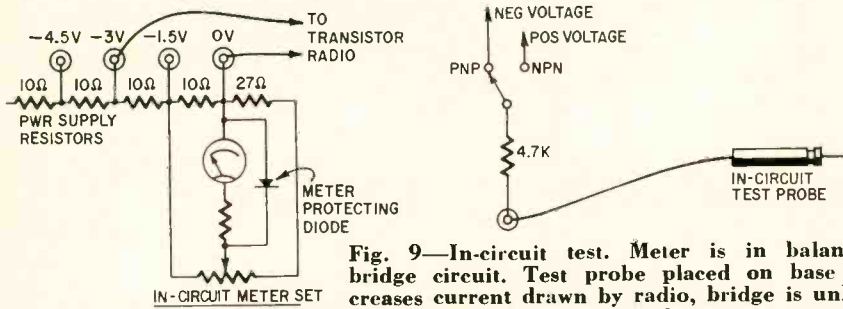 NEG VOLTAGE
TO
TRANSISTOR
RADIO
POS VOLTAGE
-4.5V -3V -1.5V 0V
PNP NPN
10Ω 10Ω 10Ω 10Ω 27Ω
PWR SUPPLY
RESISTORS
4.7K
METER
PROTECTING
DIODE
IN-CIRCUIT
TEST PROBE
IN-CIRCUIT METER SET
Fig. 9—In-circuit test. Meter is in balan
bridge circuit. Test probe placed on base
creases current drawn by radio, bridge is un